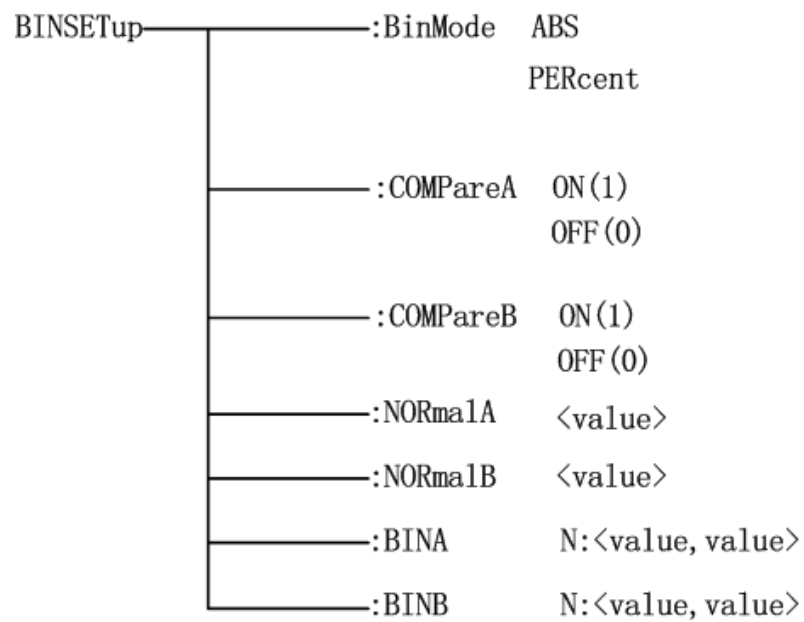 BINSETup :BinMode ABS
PERcent
:COMPareA ON(1)
OFF(0)
:COMPareB ON(1)
OFF(0)
:NORmalA <value>
:NORmalB <value>
:BINA N:<value,value>
:BINB N:<value,value>